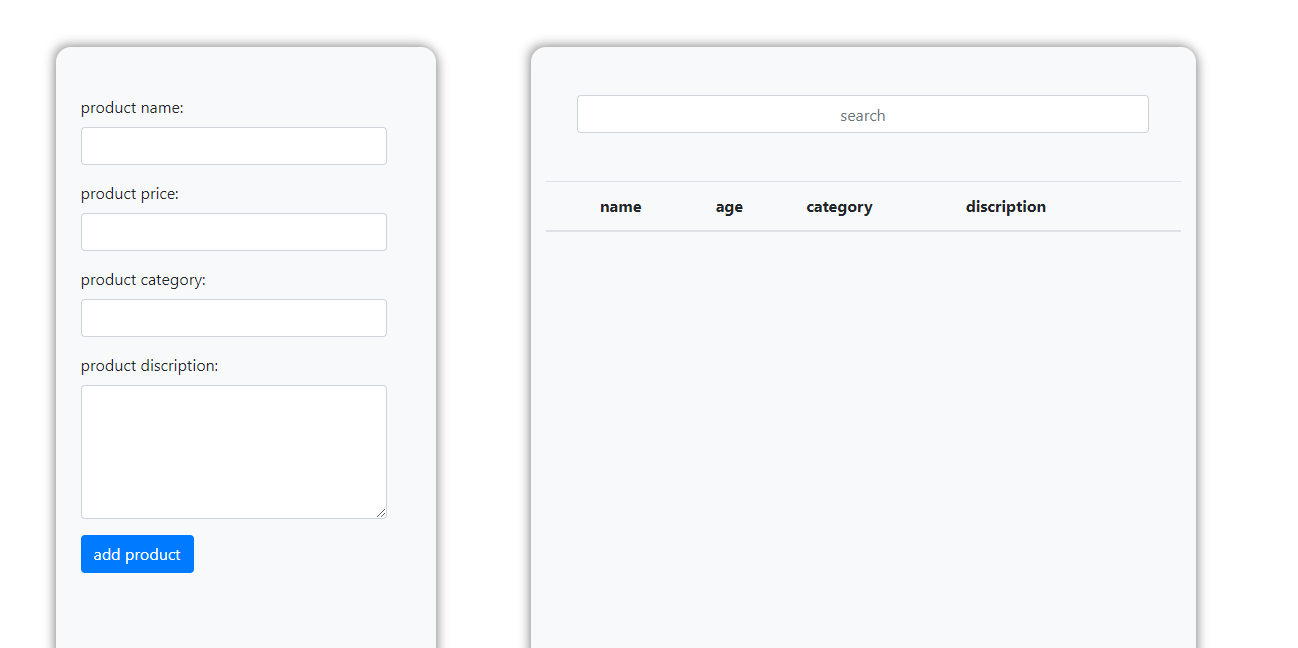 product name:
product price:
product category:
product discription:
add product
search
name age category discription